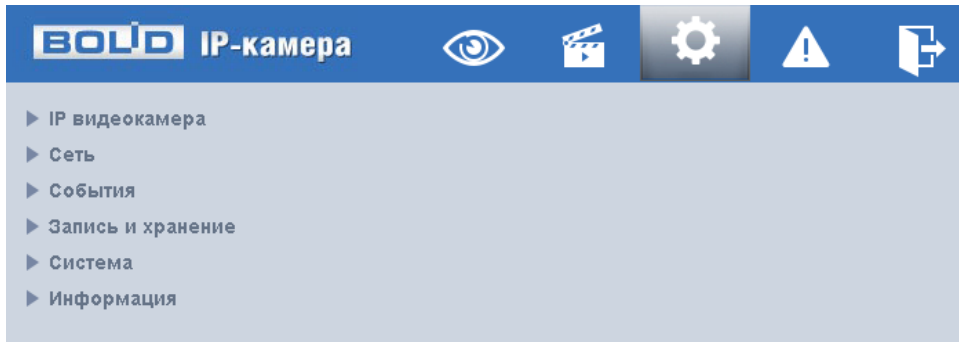 BOLID IP-камера
IP видеокамера
Сеть
События
Запись и хранение
Система
Информация